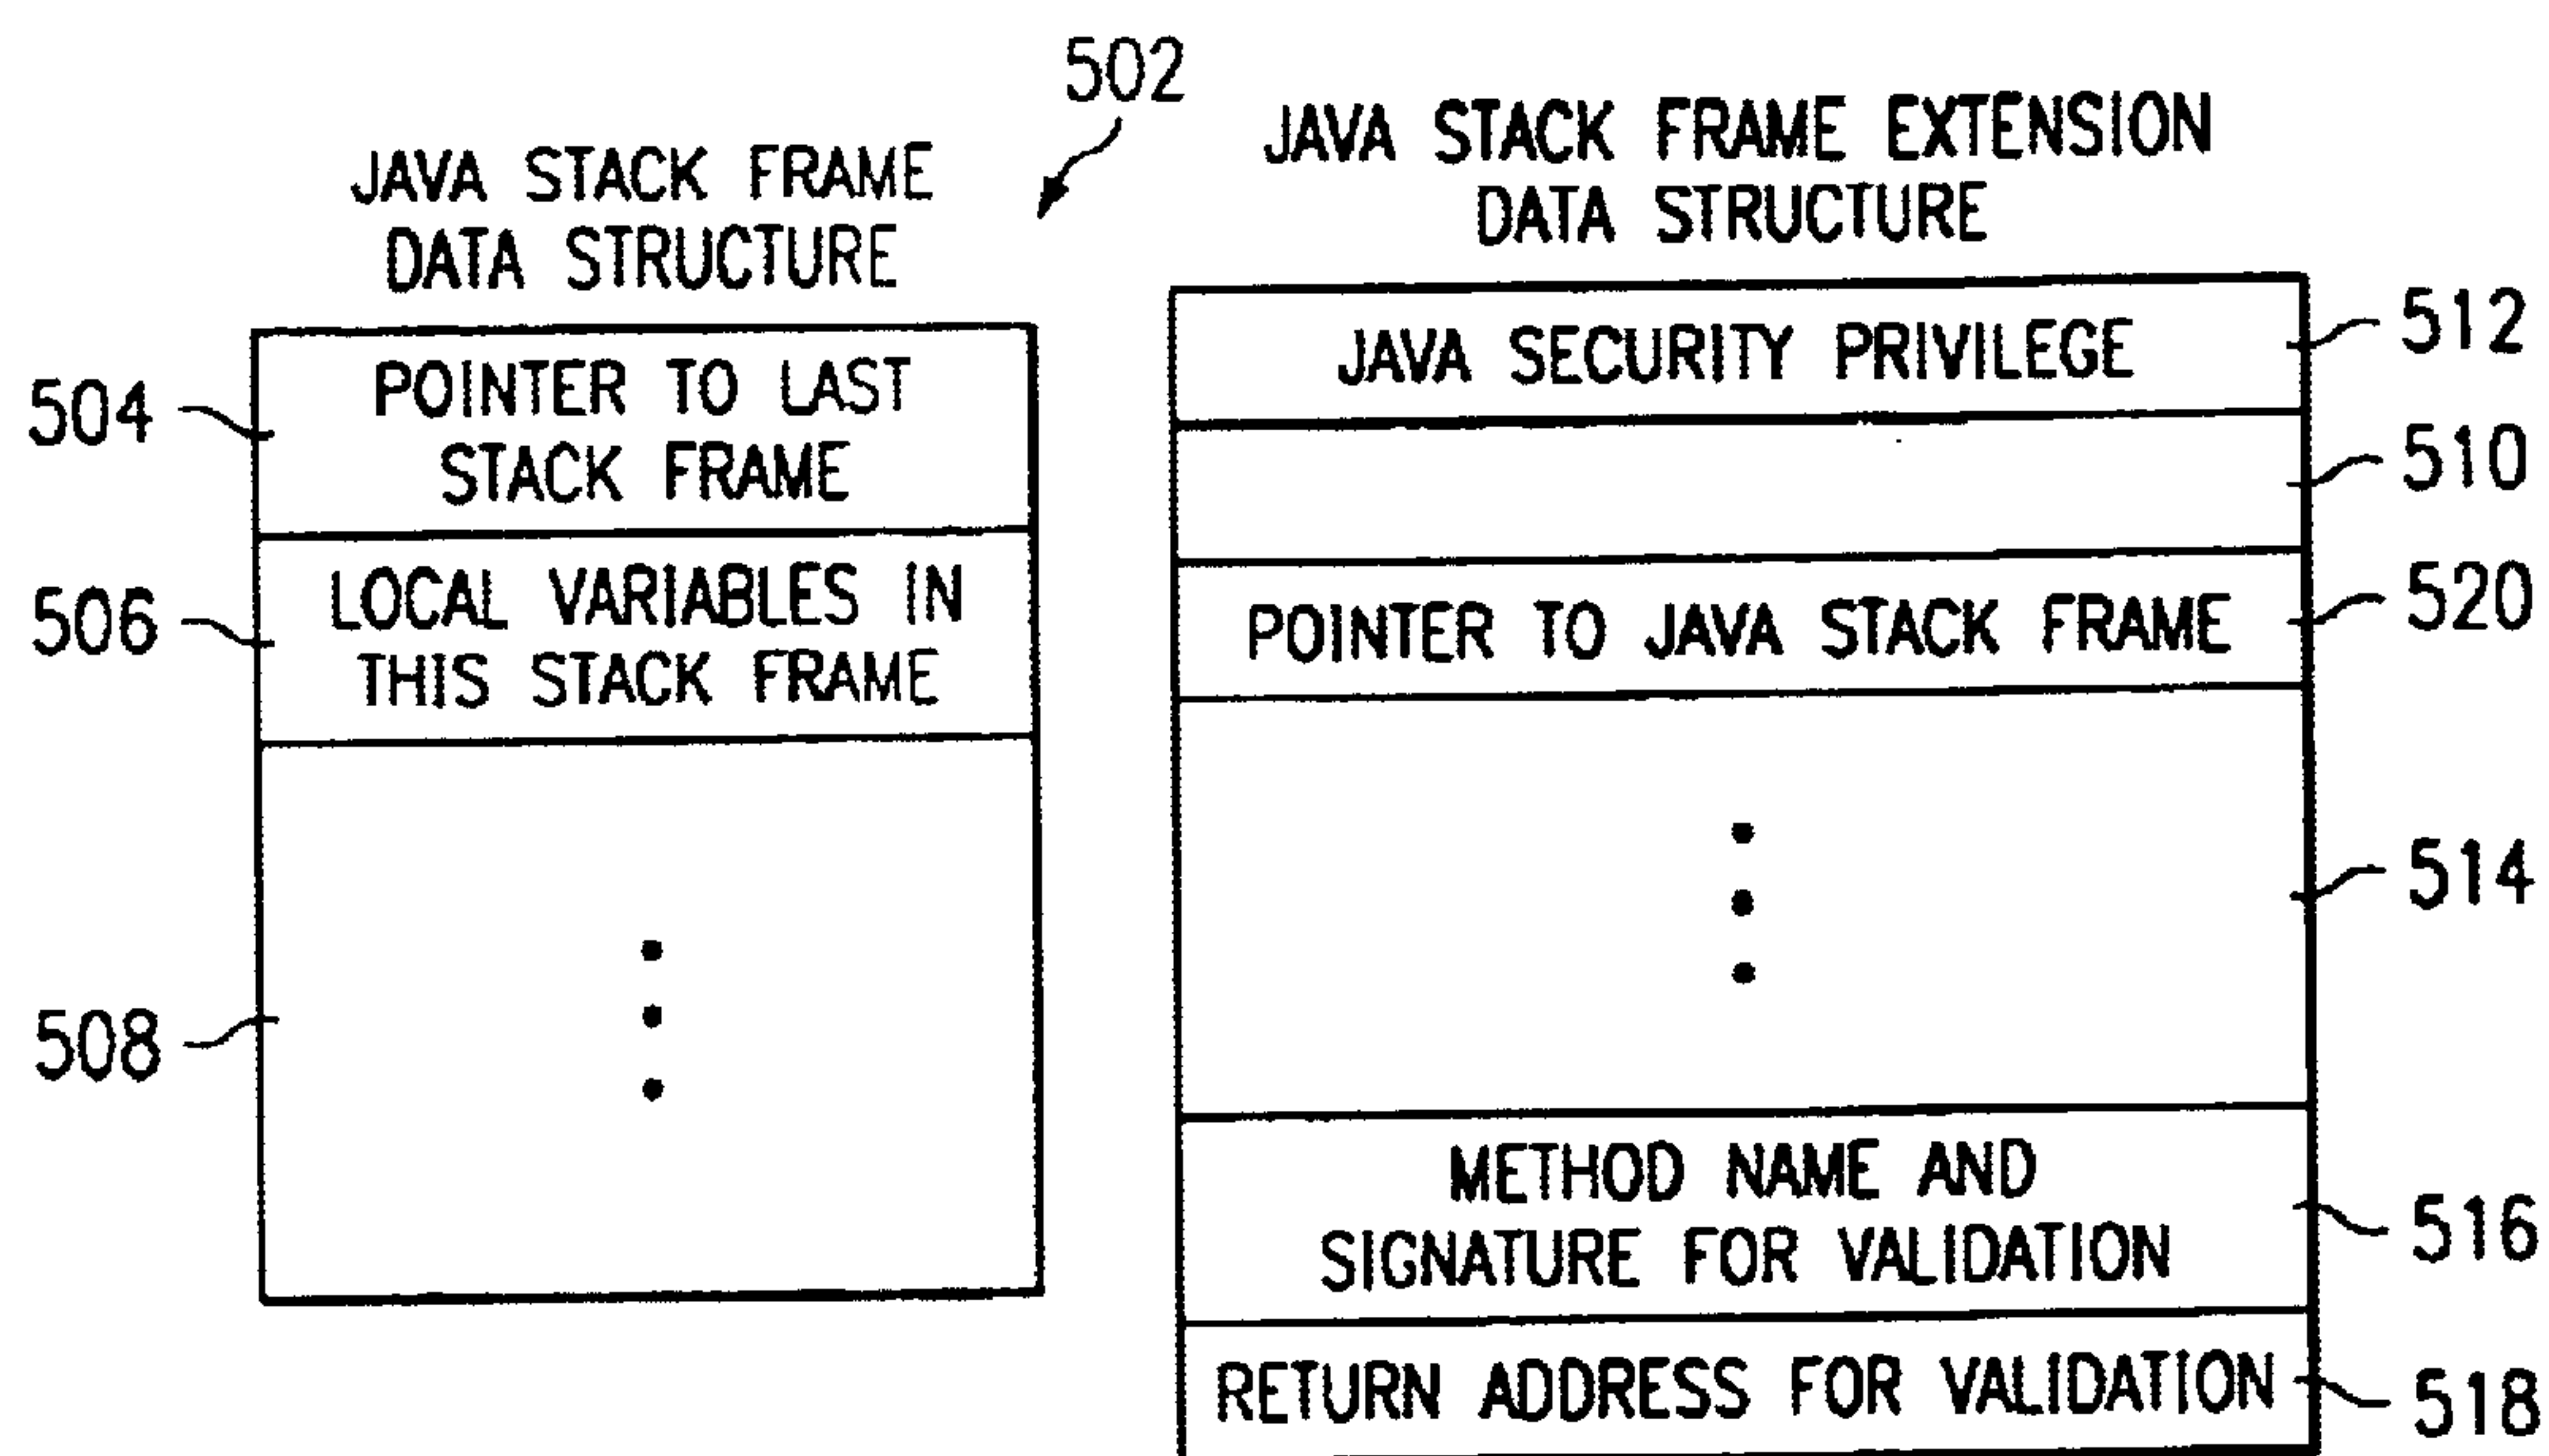 502
JAVA STACK FRAME
DATA STRUCTURE
504
POINTER TO LAST
STACK FRAME
506
LOCAL VARIABLES IN
THIS STACK FRAME
508
JAVA STACK FRAME EXTENSION
DATA STRUCTURE
JAVA SECURITY PRIVILEGE
512
510
POINTER TO JAVA STACK FRAME
520
514
METHOD NAME AND
SIGNATURE FOR VALIDATION
516
RETURN ADDRESS FOR VALIDATION
518